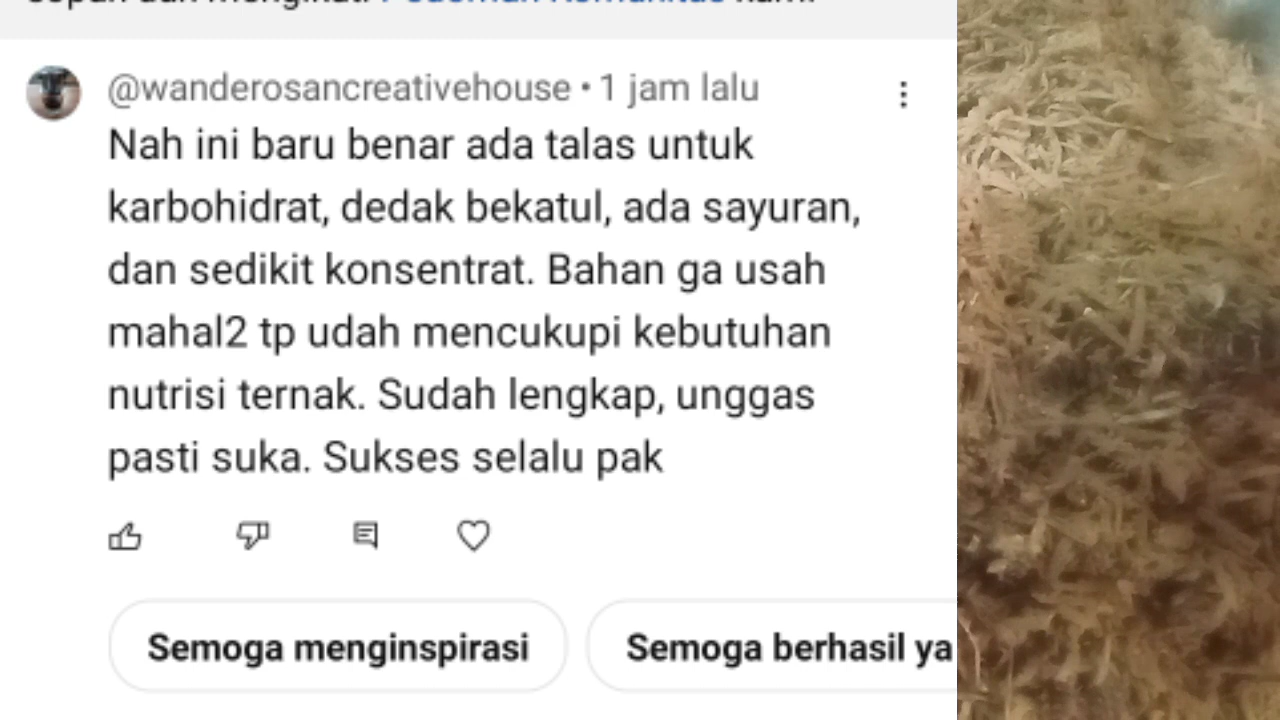 @wanderosancreativehouse • 1 jam lalu
Nah ini baru benar ada talas untuk
karbohidrat, dedak bekatul, ada sayuran,
dan sedikit konsentrat. Bahan ga usah
mahal2 tp udah mencukupi kebutuhan
nutrisi ternak. Sudah lengkap, unggas
pasti suka. Sukses selalu pak
Semoga menginspirasi
Semoga berhasil ya